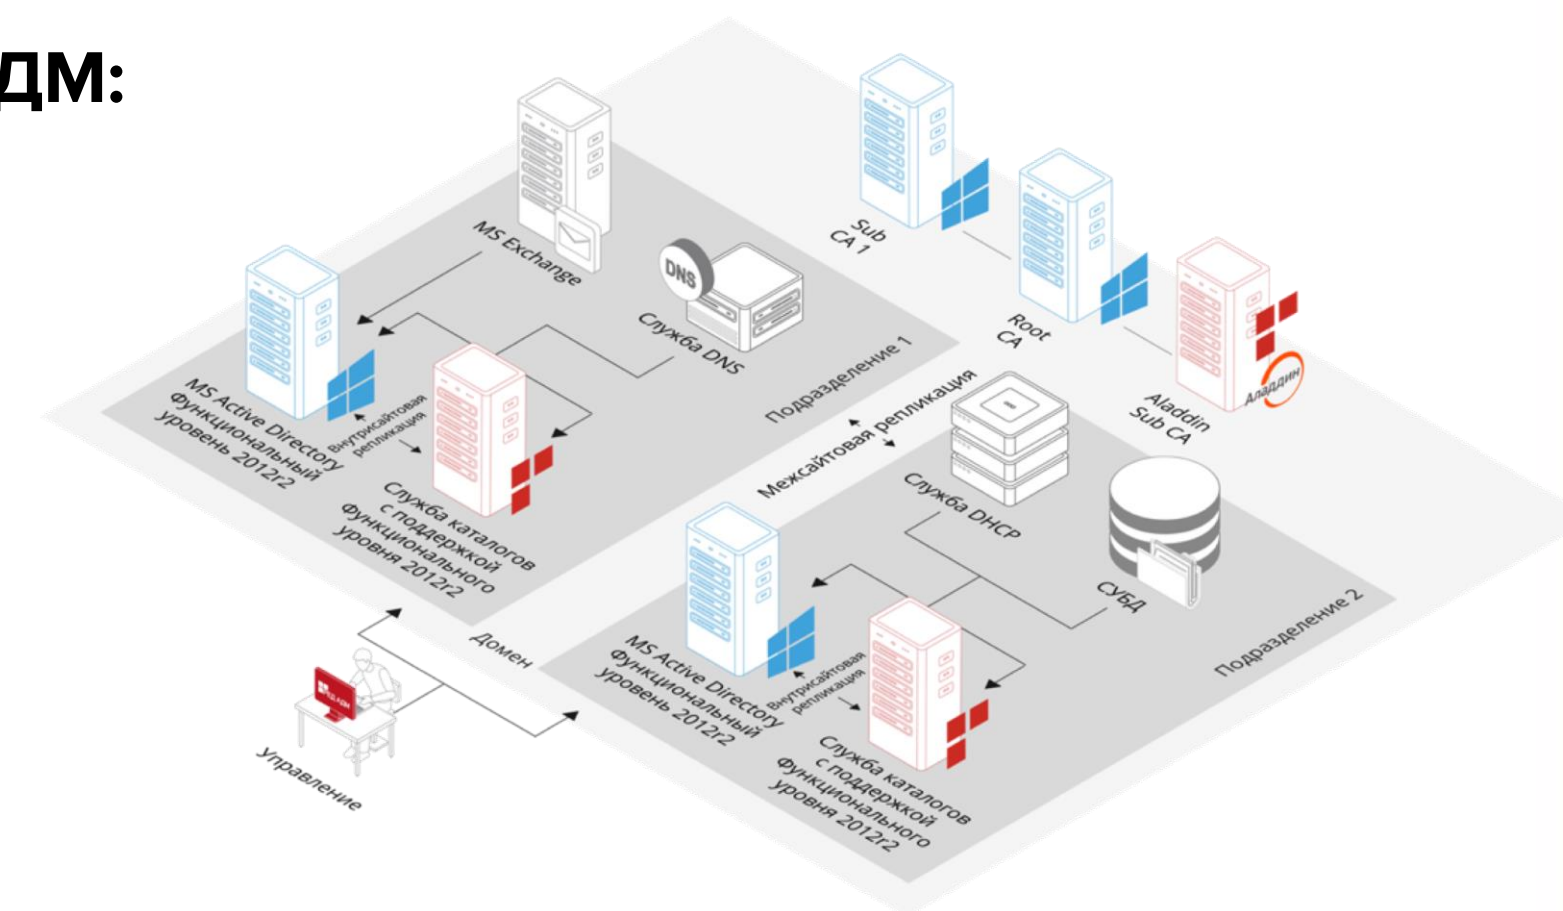 ДМ:
MS Exchange
DNS
Служба DNS
Подразделение 1
MS Active Directory
Функциональный
уровень 2012r2
Внутрисайтовая
репликация
Служба каталогов
с поддержкой
Функционального
уровня 2012r2
Sub
CA 1
Root
CA
Aladdin
Sub CA
Аладдин
Межсайтовая репликация
Служба DHCP
СУБД
Подразделение 2
MS Active Directory
Функциональный
уровень 2012r2
Внутрисайтовая
репликация
Служба каталогов
с поддержкой
Функционального
уровня 2012r2
Домен
Управление